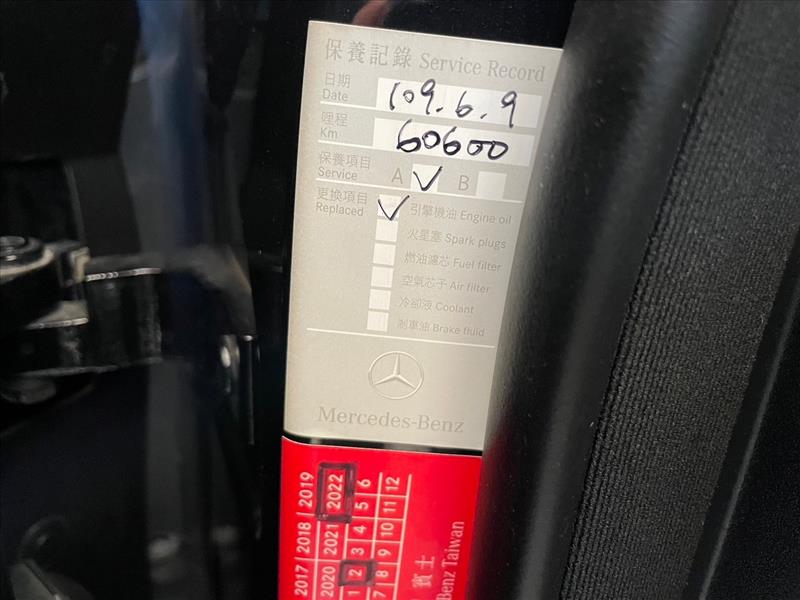 保養記錄 Service Record
日期
Date 109.6.9
哩程
Km 60600
保養項目
Service A ✓ B
更換項目
Replaced ✓ 引擎機油 Engine oil
火星塞 Spark plugs
燃油濾芯 Fuel filter
空氣芯子 Air filter
冷卻液 Coolant
剎車油 Brake fluid
Mercedes-Benz
2017 2018 2019
2020 2021 2022
1 2 3 4 5 6
7 8 9 10 11 12
賓士
Benz Taiwan